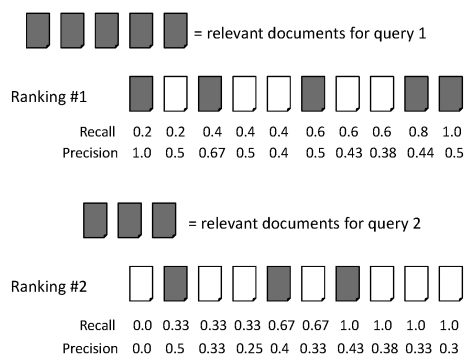 = relevant documents for query 1
Ranking #1
Recall 0.2 0.2 0.4 0.4 0.4 0.6 0.6 0.6 0.8 1.0
Precision 1.0 0.5 0.67 0.5 0.4 0.5 0.43 0.38 0.44 0.5
= relevant documents for query 2
Ranking #2
Recall 0.0 0.33 0.33 0.33 0.67 0.67 1.0 1.0 1.0 1.0
Precision 0.0 0.5 0.33 0.25 0.4 0.33 0.43 0.38 0.33 0.3